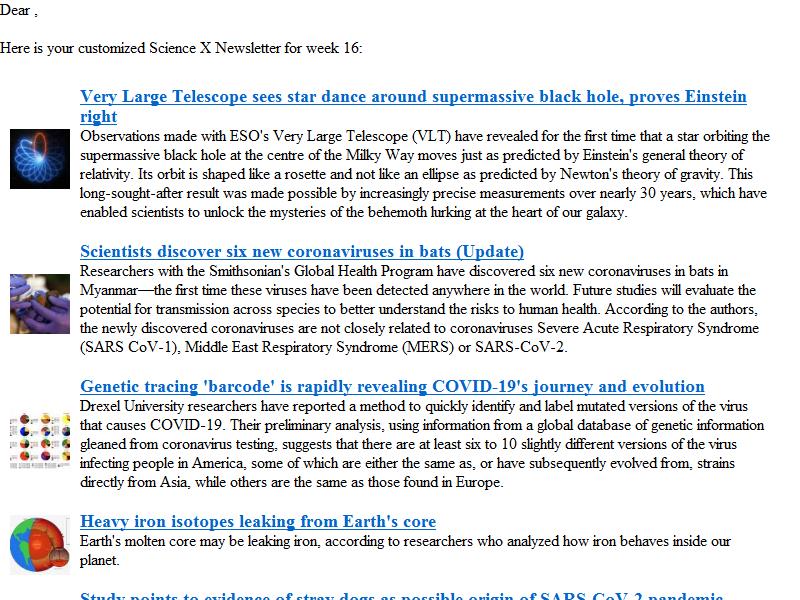 Dear ,
Here is your customized Science X Newsletter for week 16:
Very Large Telescope sees star dance around supermassive black hole, proves Einstein
right
Observations made with ESO's Very Large Telescope (VLT) have revealed for the first time that a star orbiting the
supermassive black hole at the centre of the Milky Way moves just as predicted by Einstein's general theory of
relativity. Its orbit is shaped like a rosette and not like an ellipse as predicted by Newton's theory of gravity. This
long-sought-after result was made possible by increasingly precise measurements over nearly 30 years, which have
enabled scientists to unlock the mysteries of the behemoth lurking at the heart of our galaxy.
Scientists discover six new coronaviruses in bats (Update)
Researchers with the Smithsonian's Global Health Program have discovered six new coronaviruses in bats in
Myanmar—the first time these viruses have been detected anywhere in the world. Future studies will evaluate the
potential for transmission across species to better understand the risks to human health. According to the authors,
the newly discovered coronaviruses are not closely related to coronaviruses Severe Acute Respiratory Syndrome
(SARS CoV-1), Middle East Respiratory Syndrome (MERS) or SARS-CoV-2.
Genetic tracing 'barcode' is rapidly revealing COVID-19's journey and evolution
Drexel University researchers have reported a method to quickly identify and label mutated versions of the virus
that causes COVID-19. Their preliminary analysis, using information from a global database of genetic information
gleaned from coronavirus testing, suggests that there are at least six to 10 slightly different versions of the virus
infecting people in America, some of which are either the same as, or have subsequently evolved from, strains
directly from Asia, while others are the same as those found in Europe.
Heavy iron isotopes leaking from Earth's core
Earth's molten core may be leaking iron, according to researchers who analyzed how iron behaves inside our
planet.
Study points to evidence of stray dogs as possible origin of SARS-CoV-2 pandemic